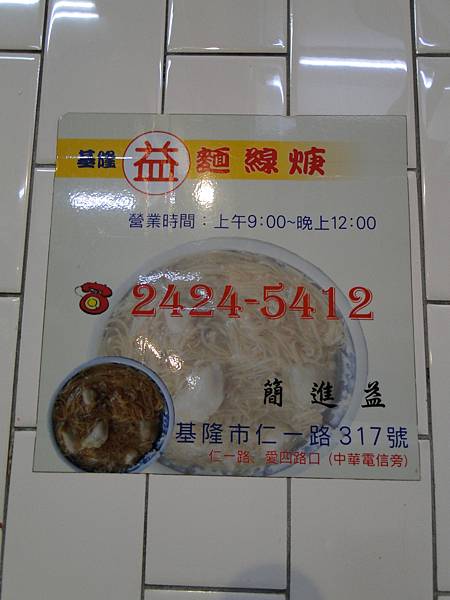 基隆 益 麵線焿
營業時間：上午9:00~晚上12:00
2424-5412
簡進益
基隆市仁一路317號
仁一路、愛四路口 (中華電信旁)